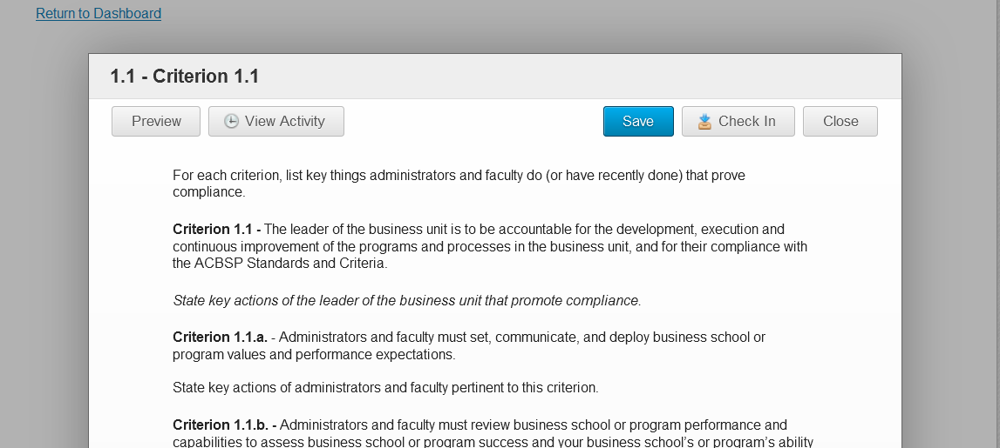 Return to Dashboard
1.1 - Criterion 1.1
Preview
View Activity
Save
Check In
Close
For each criterion, list key things administrators and faculty do (or have recently done) that prove
compliance.
Criterion 1.1 - The leader of the business unit is to be accountable for the development, execution and
continuous improvement of the programs and processes in the business unit, and for their compliance with
the ACBSP Standards and Criteria.
State key actions of the leader of the business unit that promote compliance.
Criterion 1.1.a. - Administrators and faculty must set, communicate, and deploy business school or
program values and performance expectations.
State key actions of administrators and faculty pertinent to this criterion.
Criterion 1.1.b. - Administrators and faculty must review business school or program performance and
capabilities to assess business school or program success and your business school’s or program’s ability